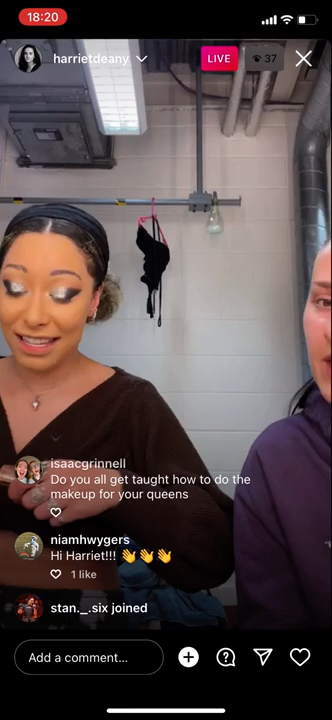 18:20
harrietdeany
LIVE
37
isaacgrinnell
Do you all get taught how to do the
makeup for your queens
niamhwygers
Hi Harriet!!! 👋👋👋
1 like
stan._.six joined
Add a comment...